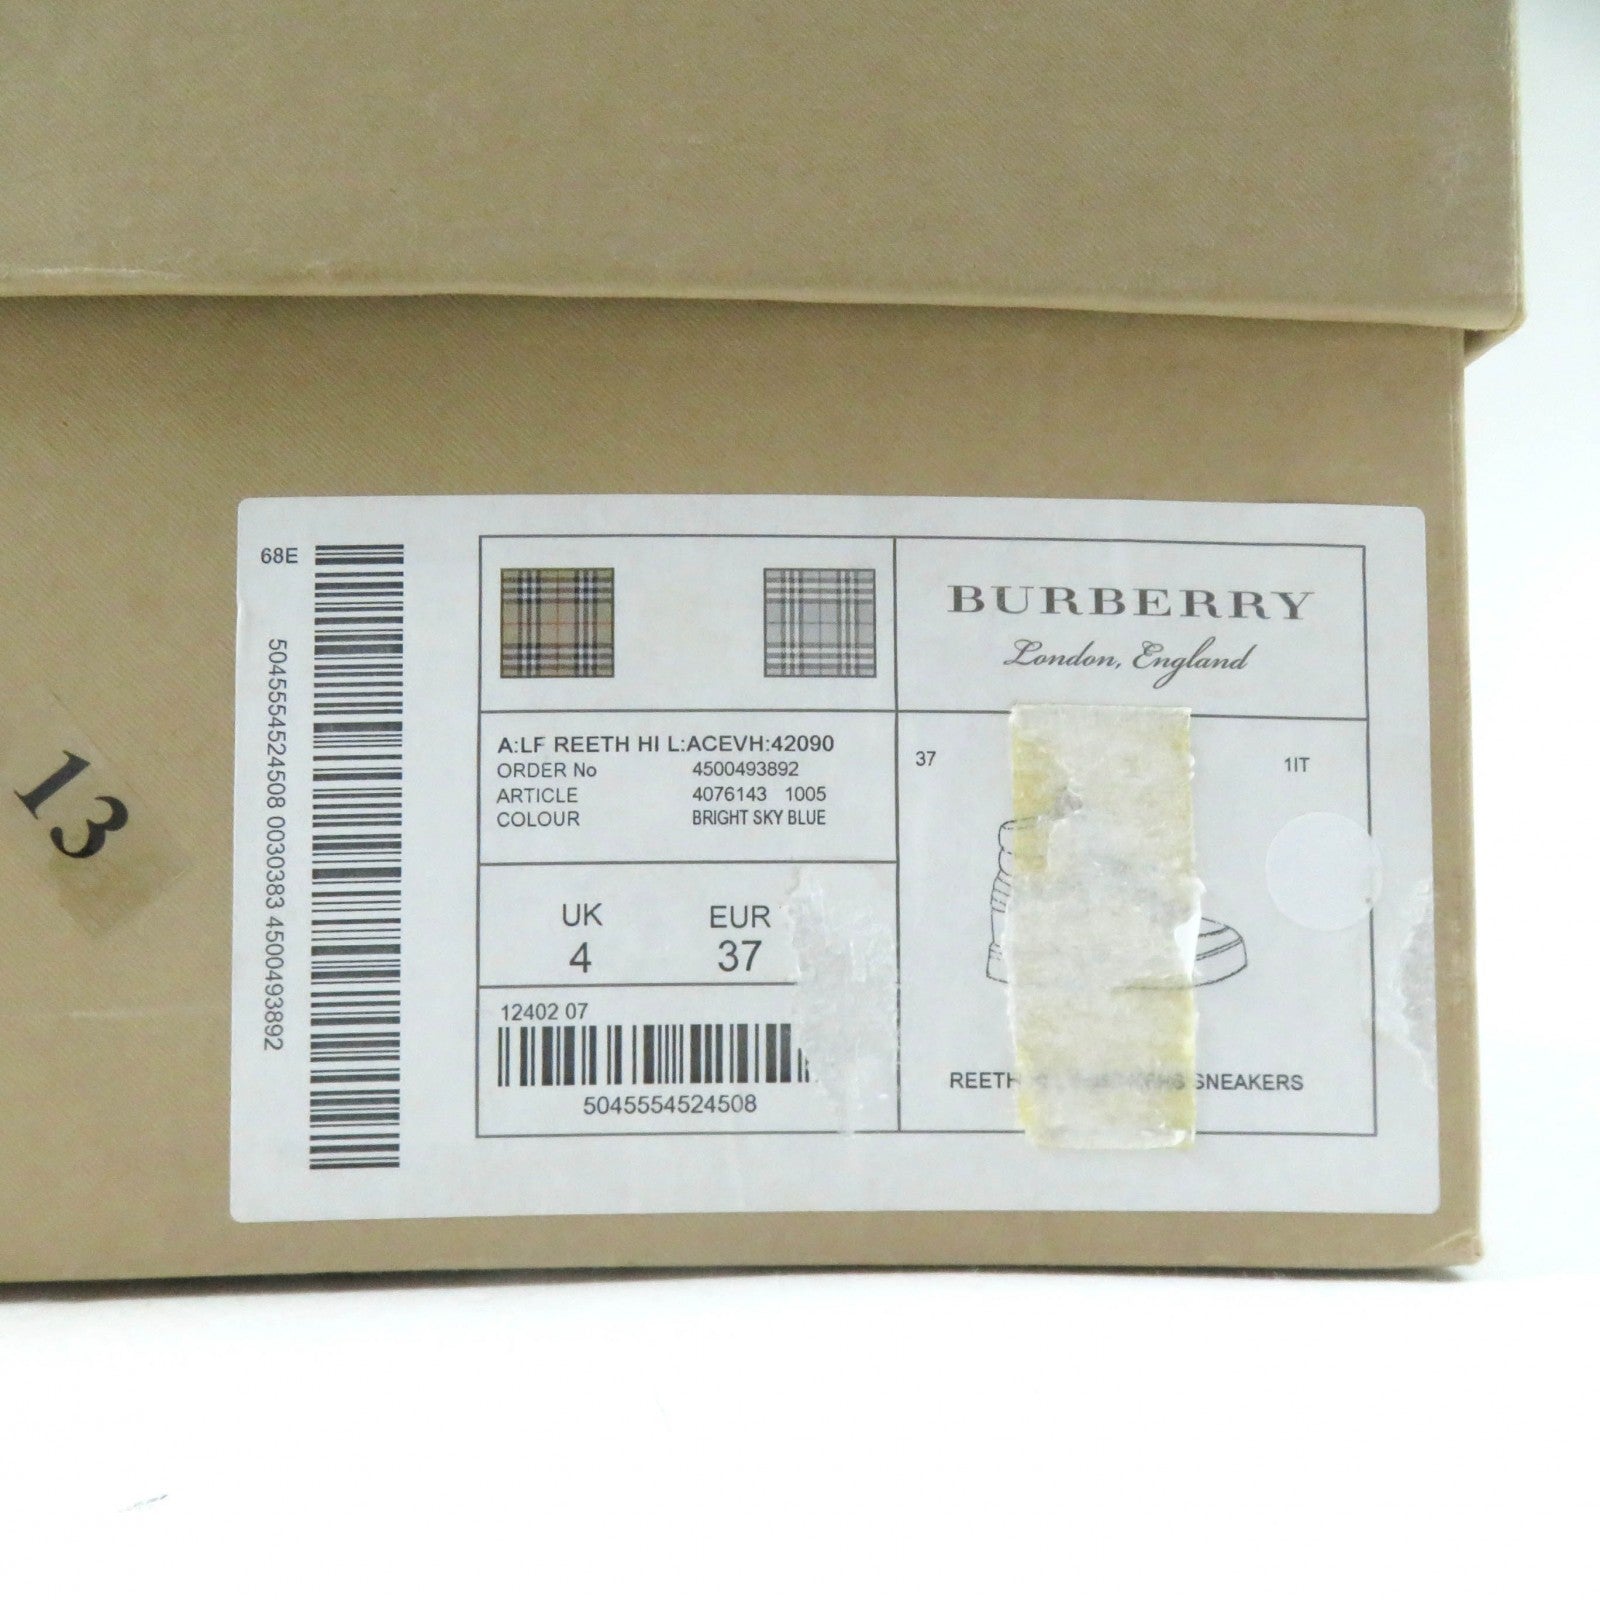 13
68E
5045554524508 0030383 4500493892
BURBERRY
London, England
A:LF REETH HI L:ACEVH:42090
ORDER No 4500493892
ARTICLE 4076143 1005
COLOUR BRIGHT SKY BLUE
UK EUR
4 37
12402 07
5045554524508
37 1IT
REETH SNEAKERS